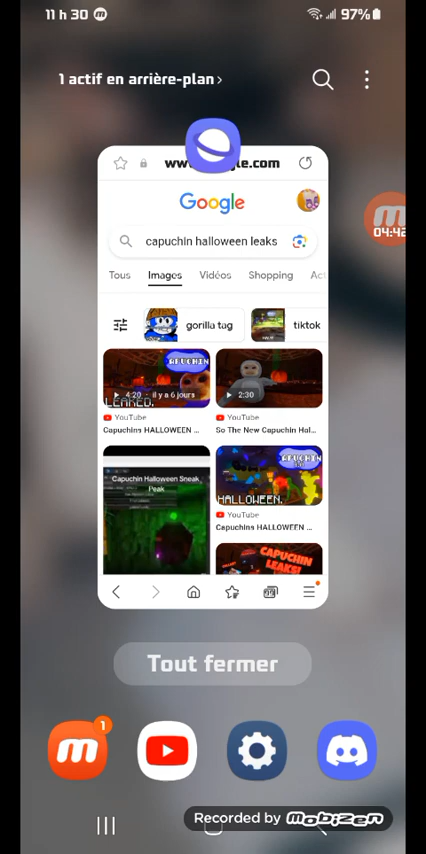 11 h 30
97%
1 actif en arrière-plan >
04:42
Google
capuchin halloween leaks
Tous Images Vidéos Shopping
gorilla tag tiktok
APUCHIN
4:20 · il y a 6 jours
LEAKED.
2:30
YouTube
YouTube
Capuchins HALLOWEEN ...
So The New Capuchin Hal...
Capuchin Halloween Sneak
Peak
HALLOWEEN.
YouTube
Capuchins HALLOWEEN ...
CAPUCHIN
LEAKS!
Tout fermer
1
Recorded by MOBIZEN